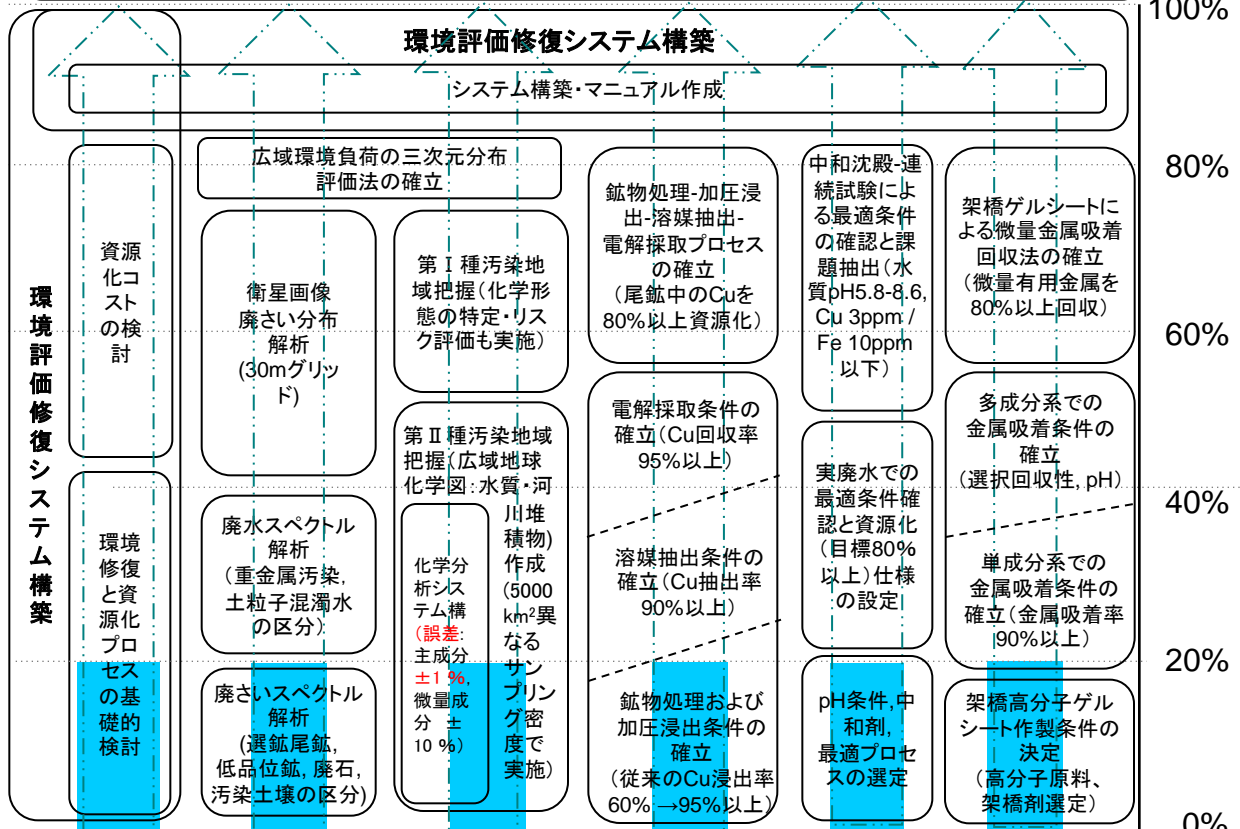 100%
環境評価修復システム構築
システム構築・マニュアル作成
80%
60%
40%
20%
0%
環境評価修復システム構築
資源
化コ
スト
の検
討
環境
修復
と資
源化
プロ
セス
の基
礎的
検討
広域環境負荷の三次元分布
評価法の確立
衛星画像
廃さい分布
解析
(30mグリッ
ド)
廃水スペクトル
解析
（重金属汚染,
土粒子混濁水
の区分）
廃さいスペクトル
解析
(選鉱尾鉱,
低品位鉱, 廃石,
汚染土壌の区分)
第Ⅰ種汚染地
域把握（化学形
態の特定・リス
ク評価も実施）
第Ⅱ種汚染地域
把握（広域地球
化学図：水質・河
川堆
積物）
作成
(5000
km²異
なる
サン
プリン
グ密
度で
実施）
化学分
析シス
テム構
（誤差:
主成分
±1 %,
微量成
分 ±
10 %）
鉱物処理-加圧浸
出-溶媒抽出-
電解採取プロセス
の確立
（尾鉱中のCuを
80%以上資源化）
電解採取条件の
確立（Cu回収率
95%以上）
溶媒抽出条件の
確立（Cu抽出率
90%以上）
鉱物処理および
加圧浸出条件の
確立
（従来のCu浸出率
60% →95%以上）
中和沈殿-連
続試験によ
る最適条件
の確認と課
題抽出（水
質pH5.8-8.6,
Cu 3ppm /
Fe 10ppm
以下）
実廃水での
最適条件確
認と資源化
（目標80%
以上）仕様
の設定
pH条件,中
和剤,
最適プロセ
スの選定
架橋ゲルシートに
よる微量金属吸着
回収法の確立
（微量有用金属を
80%以上回収）
多成分系での
金属吸着条件の
確立
（選択回収性, pH）
単成分系での
金属吸着条件の
確立（金属吸着率
90%以上）
架橋高分子ゲル
シート作製条件の
決定
（高分子原料、
架橋剤選定）